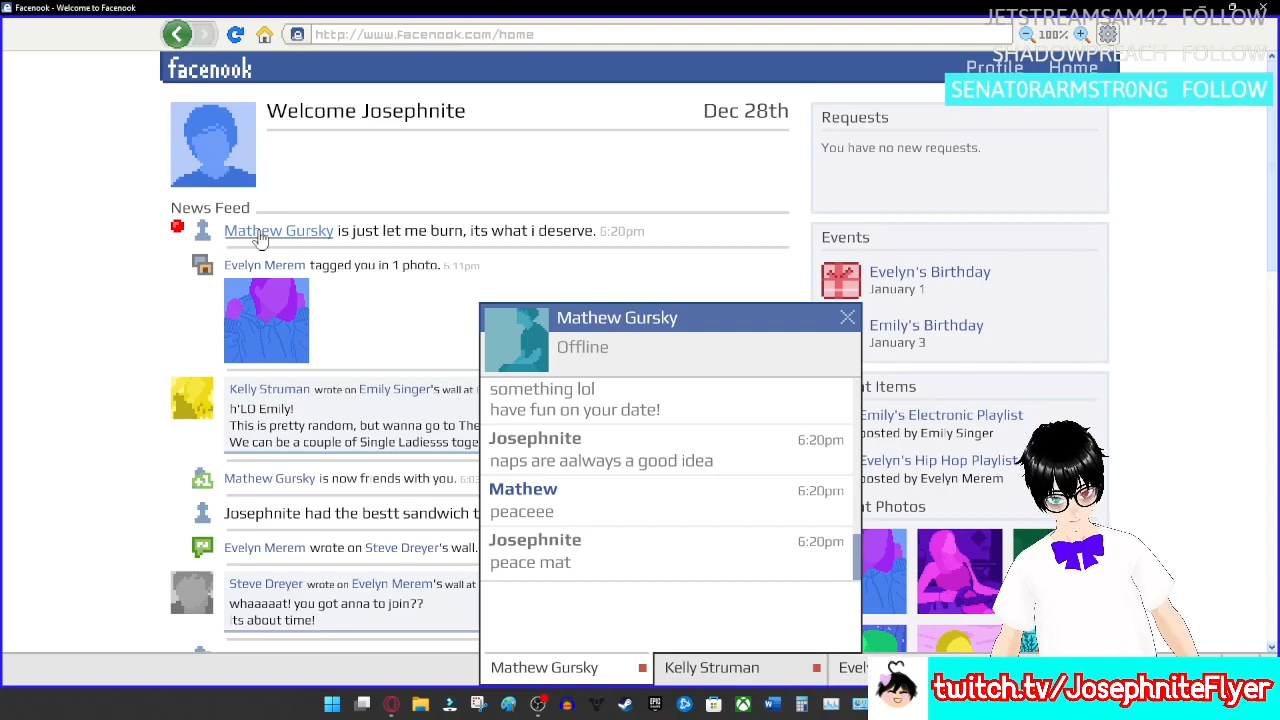 Facenook - Welcome to Facenook
JETSTREAMSAM42 FOLLOW
http://www.facenook.com/home
100%
SHADOWPREACH FOLLOW
facenook
Profile
Home
SENAT0RARMSTR0NG FOLLOW
Welcome Josephnite
Dec 28th
Requests
You have no new requests.
News Feed
Mathew Gursky is just let me burn, its what i deserve. 6:20pm
Events
Evelyn Merem tagged you in 1 photo. 6:11pm
Evelyn's Birthday
January 1
Emily's Birthday
January 3
Mathew Gursky
Offline
something lol
have fun on your date!
Josephnite 6:20pm
naps are aalways a good idea
Mathew 6:20pm
peaceee
Josephnite 6:20pm
peace mat
Kelly Struman wrote on Emily Singer's wall at
h'LO Emily!
This is pretty random, but wanna go to The
We can be a couple of Single Ladiesss toge
Mathew Gursky is now friends with you.
Josephnite had the bestt sandwich
Evelyn Merem wrote on Steve Dreyer's wall.
Steve Dreyer wrote on Evelyn Merem's wall at
whaaaat! you got anna to join??
its about time!
Items
Emily's Electronic Playlist
posted by Emily Singer
Evelyn's Hip Hop Playlist
posted by Evelyn Merem
Photos
Mathew Gursky
Kelly Struman
Evel
twitch.tv/JosephniteFlyer